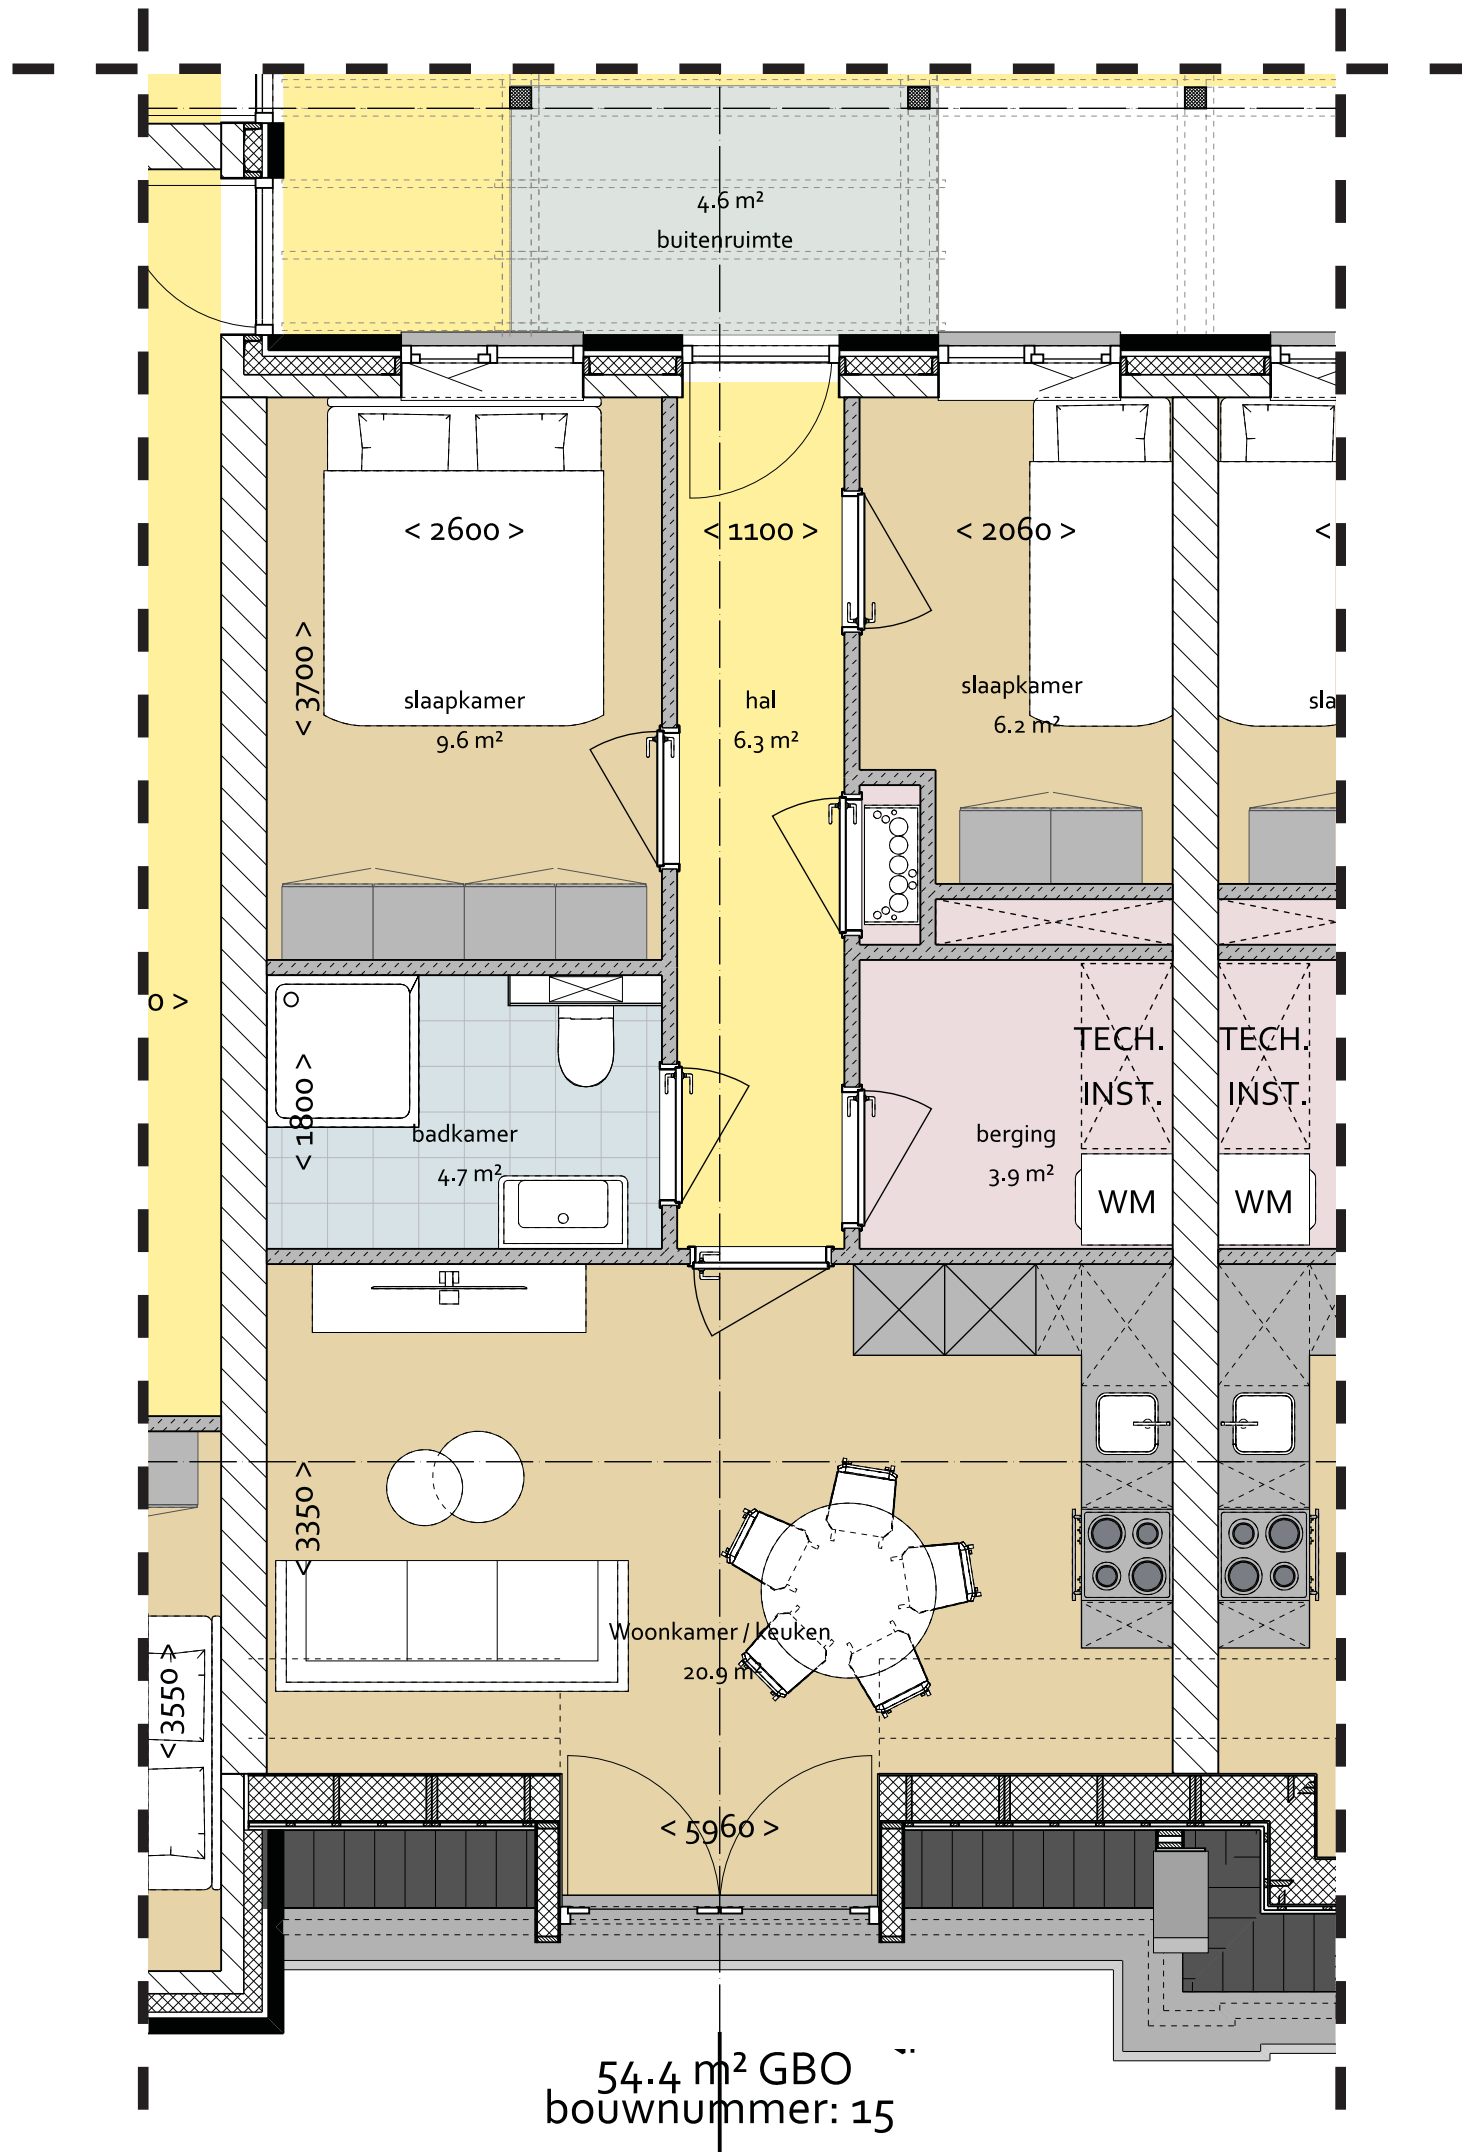 4.6 m²
buitenruimte
< 2600 >
< 1100 >
< 2060 >
<
< 3700 >
slaapkamer
9.6 m²
hal
6.3 m²
slaapkamer
6.2 m²
sla
0 >
< 1800 >
badkamer
4.7 m²
berging
3.9 m²
TECH.
INST.
TECH.
INST.
WM
WM
< 3350 >
Woonkamer / keuken
20.9 m²
< 3550 >
< 5960 >
54.4 m² GBO
bouwnummer: 15